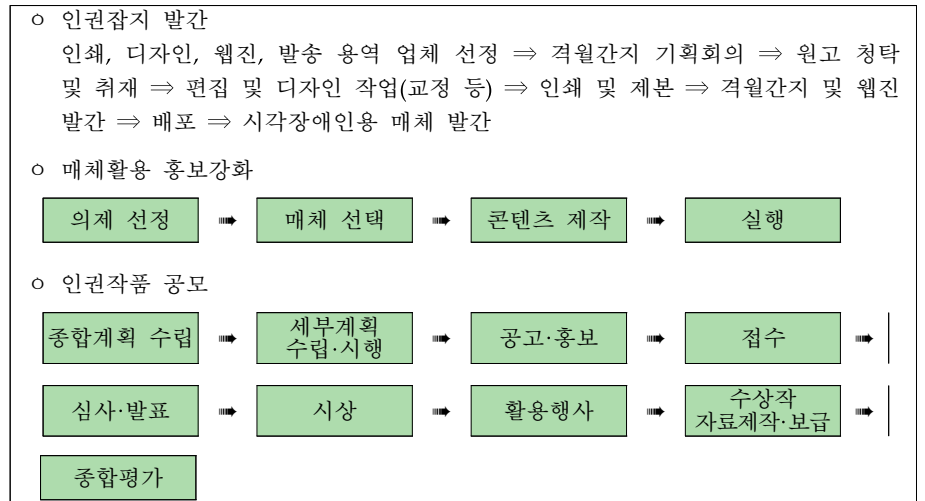 ㅇ 인권잡지 발간
인쇄, 디자인, 웹진, 발송 용역 업체 선정 ⇒ 격월간지 기획회의 ⇒ 원고 청탁
및 취재 ⇒ 편집 및 디자인 작업(교정 등) ⇒ 인쇄 및 제본 ⇒ 격월간지 및 웹진
발간 ⇒ 배포 ⇒ 시각장애인용 매체 발간
ㅇ 매체활용 홍보강화
의제 선정 ➠ 매체 선택 ➠ 콘텐츠 제작 ➠ 실행
ㅇ 인권작품 공모
종합계획 수립 ➠ 세부계획 수립·시행 ➠ 공고·홍보 ➠ 접수 ➠
심사·발표 ➠ 시상 ➠ 활용행사 ➠ 수상작 자료제작·보급 ➠
종합평가